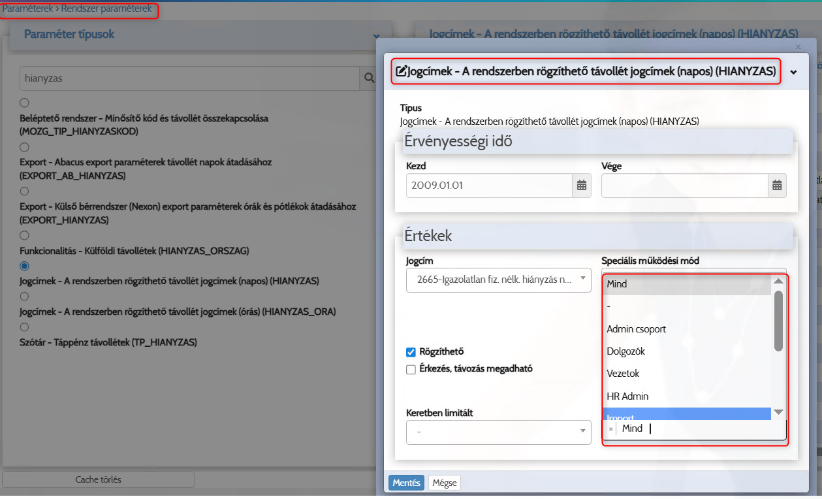 Paraméterek > Rendszer paraméterek
Paraméter típusok
Jogcímek - A rendszerben rögzíthető távollét jogcímek (napos) (HIANYZAS)
hianyzas
Beléptető rendszer - Minősítő kód és távollét összekapcsolása
(MOZG_TIP_HIANYZASKOD)
Export - Abacus export paraméterek távollét napok átadásához
(EXPORT_AB_HIANYZAS)
Export - Külső bérrendszer (Nexon) export paraméterek órák és pótlékok átadásához
(EXPORT_HIANYZAS)
Funkcionalitás - Külföldi távollétek (HIANYZAS_ORSZAG)
Jogcímek - A rendszerben rögzíthető távollét jogcímek (napos) (HIANYZAS)
Jogcímek - A rendszerben rögzíthető távollét jogcímek (órás) (HIANYZAS_ORA)
Szótár - Táppénz távollétek (TP_HIANYZAS)
Cache törlés
×
Jogcímek - A rendszerben rögzíthető távollét jogcímek (napos) (HIANYZAS)
Típus
Jogcímek - A rendszerben rögzíthető távollét jogcímek (napos) (HIANYZAS)
Érvényességi idő
Kezd
Vége
2009.01.01
Értékek
Jogcím
Speciális működési mód
2665-Igazolatlan fiz. nélk. hiányzás n...
Mind
-
Admin csoport
Dolgozók
Vezetok
HR Admin
Import
× Mind
Rögzíthető
Érkezés, távozás megadható
Keretben limitált
-
Mentés
Mégse